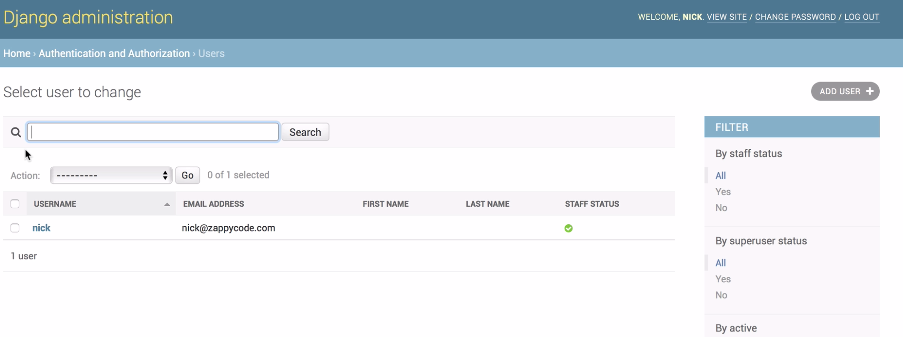 Django administration
WELCOME, NICK. VIEW SITE / CHANGE PASSWORD / LOG OUT
Home › Authentication and Authorization › Users
Select user to change
ADD USER +
Search
Action: --------- Go 0 of 1 selected
USERNAME EMAIL ADDRESS FIRST NAME LAST NAME STAFF STATUS
nick nick@zappycode.com
1 user
FILTER
By staff status
All
Yes
No
By superuser status
All
Yes
No
By active